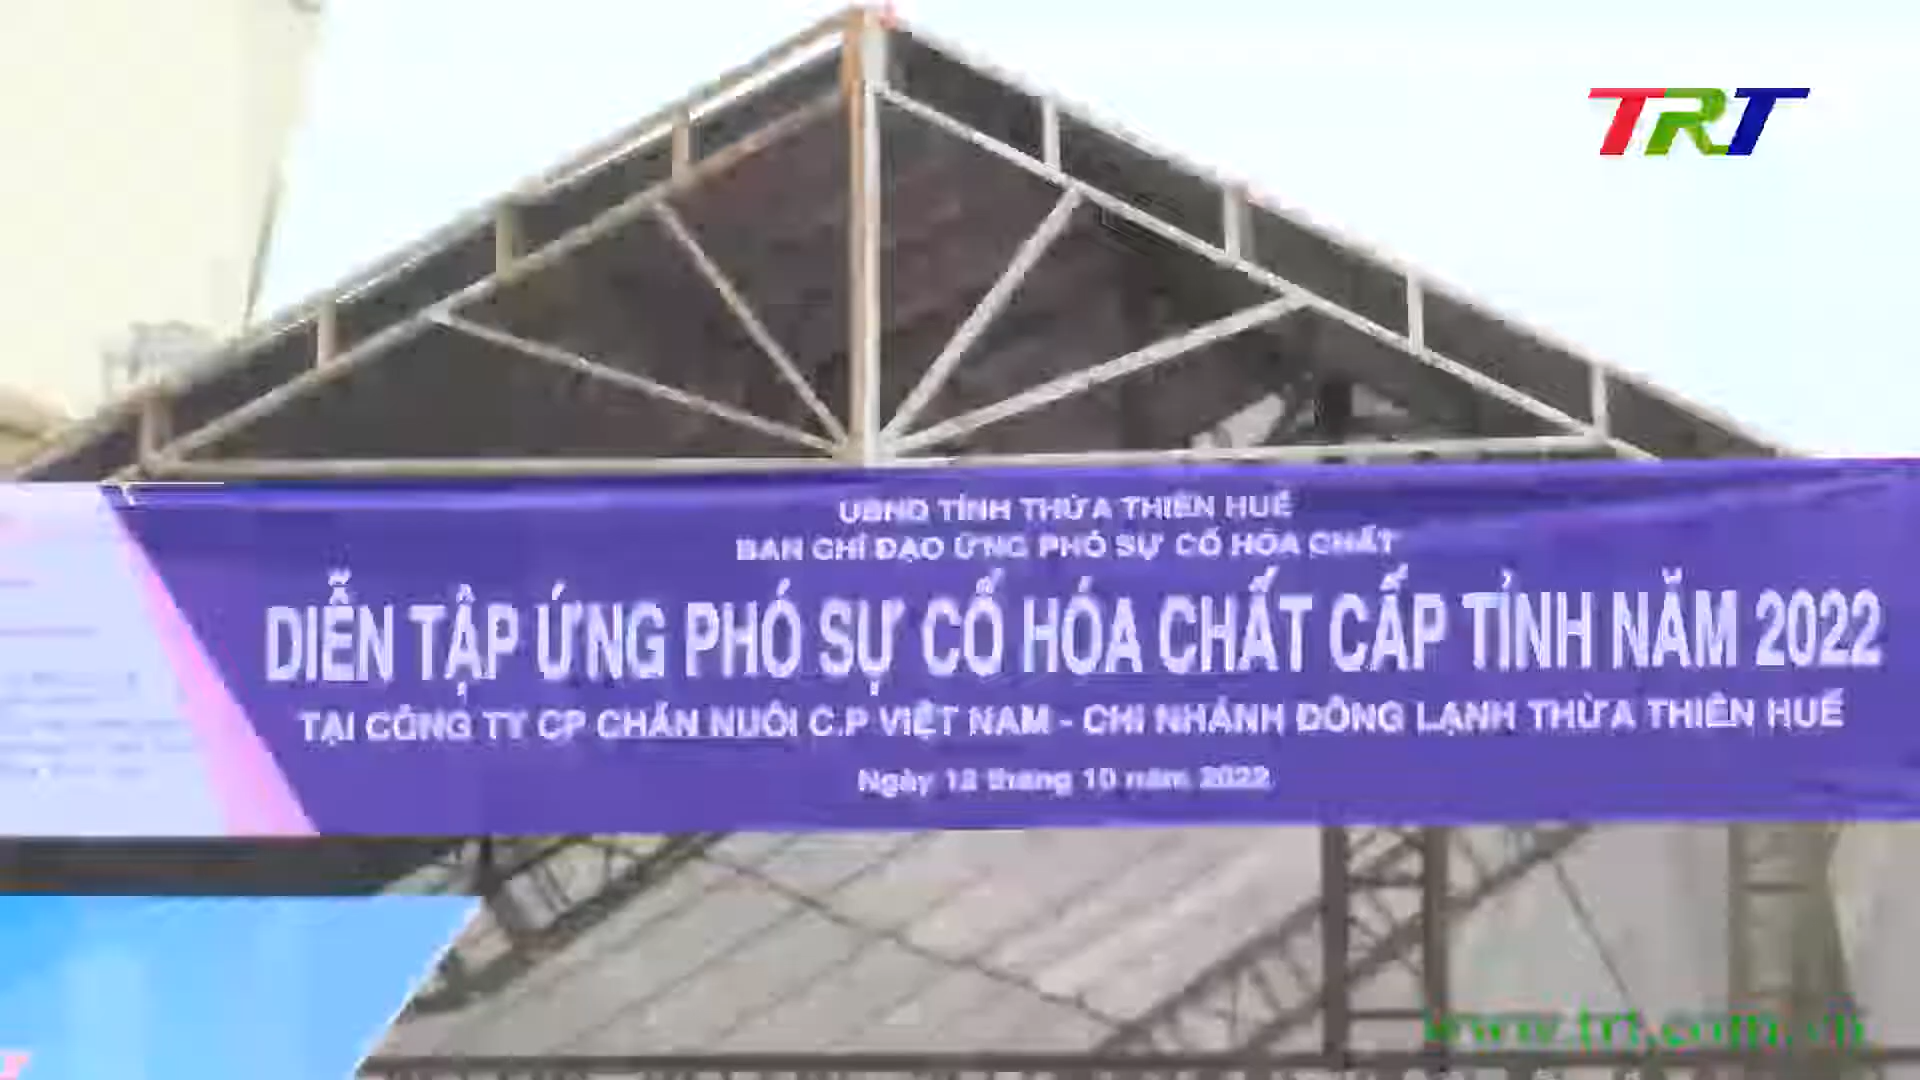 TRT
UBND TỈNH THỪA THIÊN HUẾ
BAN CHỈ ĐẠO ỨNG PHÓ SỰ CỐ HÓA CHẤT
DIỄN TẬP ỨNG PHÓ SỰ CỐ HÓA CHẤT CẤP TỈNH NĂM 2022
TẠI CÔNG TY CP CHĂN NUÔI C.P VIỆT NAM - CHI NHÁNH ĐÔNG LẠNH THỪA THIÊN HUẾ
Ngày 12 tháng 10 năm 2022
www.trt.com.vn